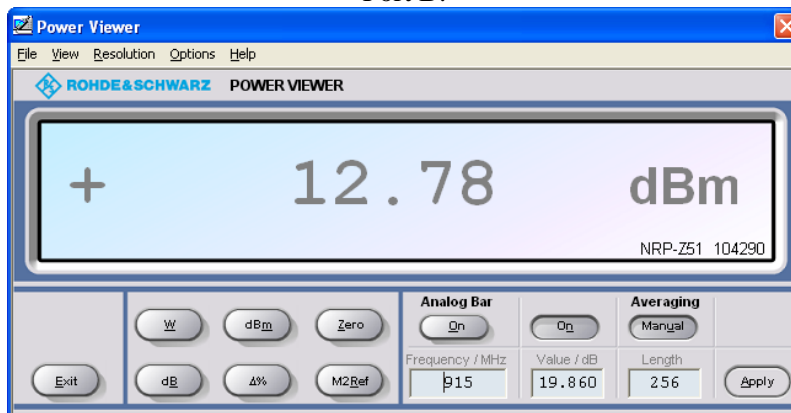 Power Viewer
File View Resolution Options Help
ROHDE&SCHWARZ POWER VIEWER
+ 12.78 dBm
NRP-Z51 104290
Analog Bar Averaging
W dBm Zero On On Manual
Frequency / MHz Value / dB Length
Exit dB Δ% M2Ref 915 19.860 256 Apply